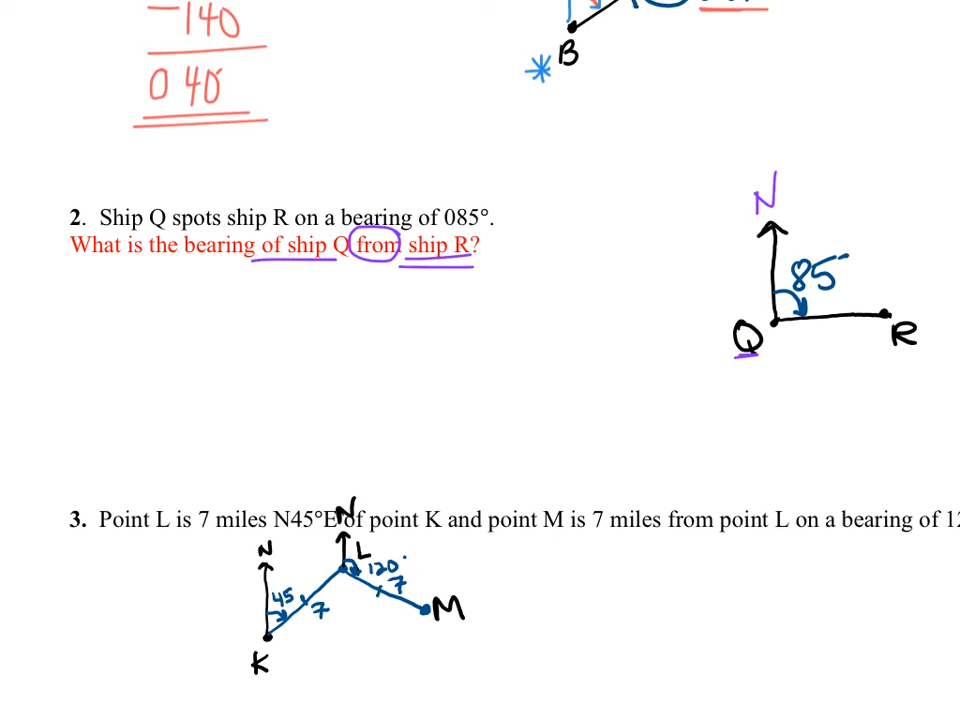 -140
040
B
*
N
2. Ship Q spots ship R on a bearing of 085°.
What is the bearing of ship Q from ship R?
85°
Q
R
3. Point L is 7 miles N45°E of point K and point M is 7 miles from point L on a bearing of 12
N
N
L
120°
45
7
7
M
K